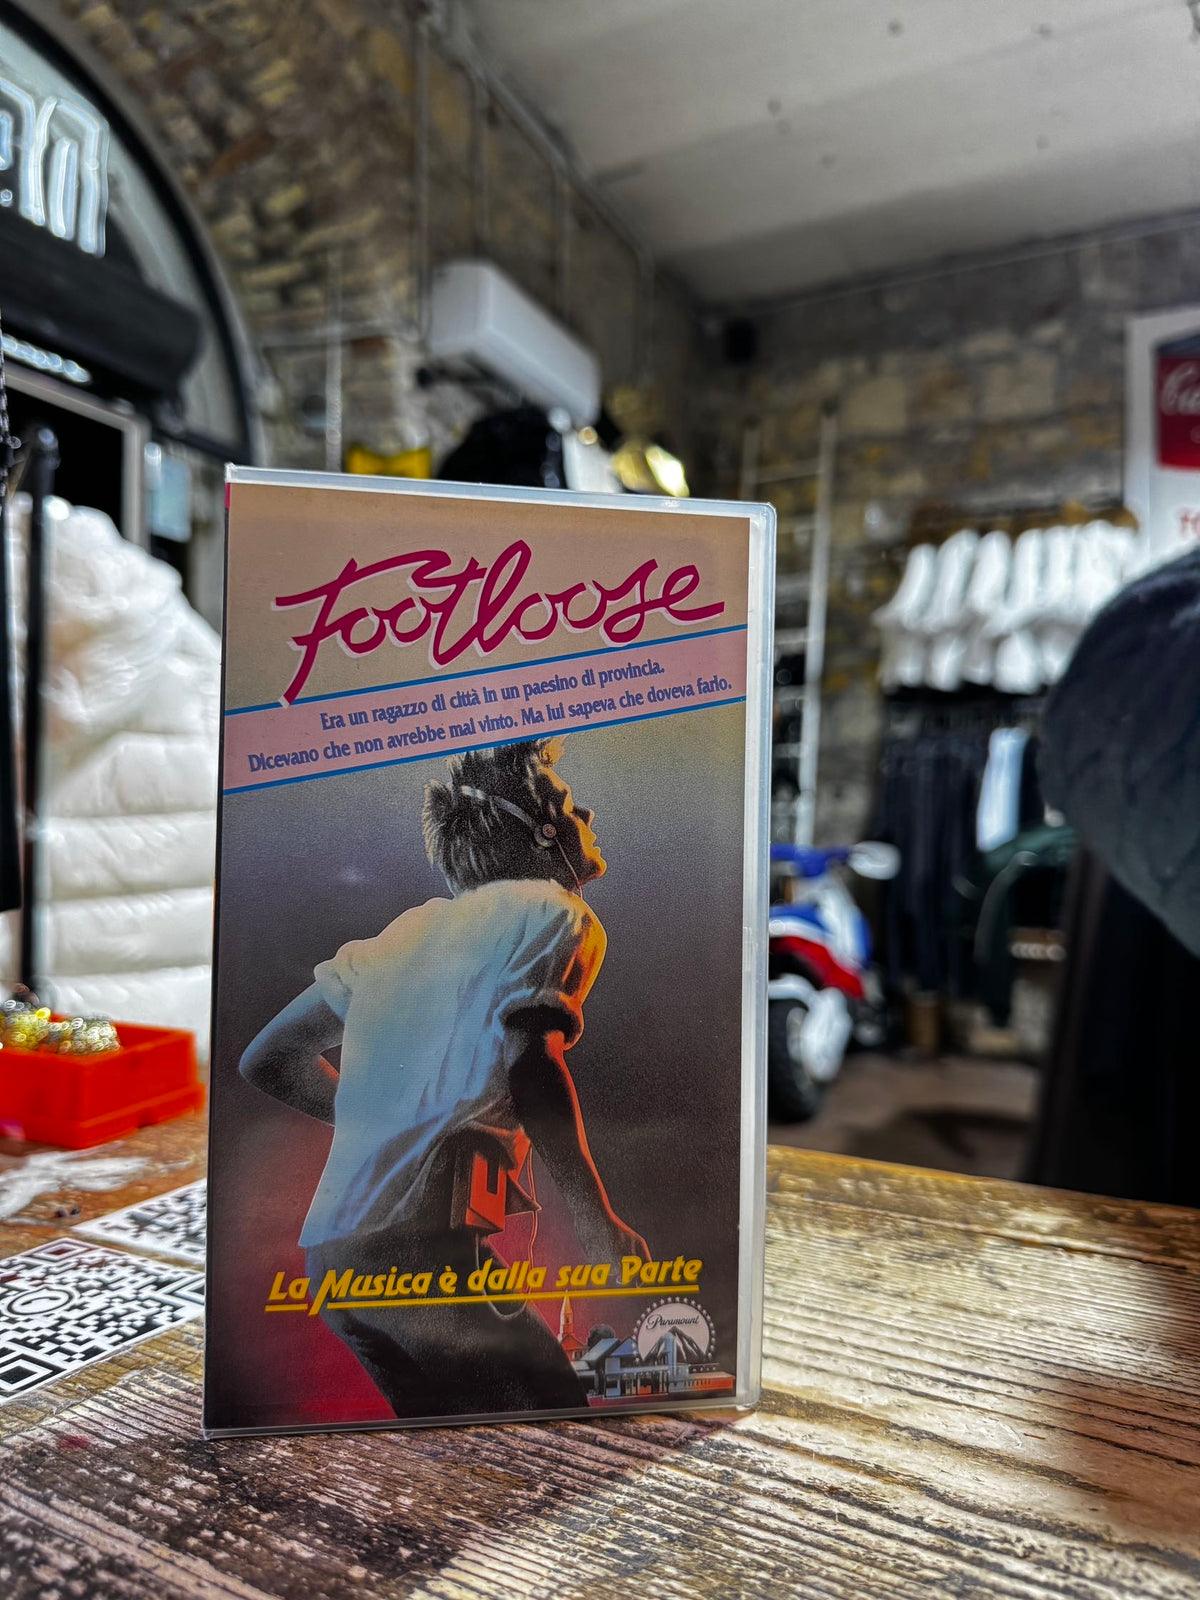 Footloose
Era un ragazzo di città in un paesino di provincia.
Dicevano che non avrebbe mai vinto. Ma lui sapeva che doveva farlo.
La Musica è dalla sua Parte
Paramount